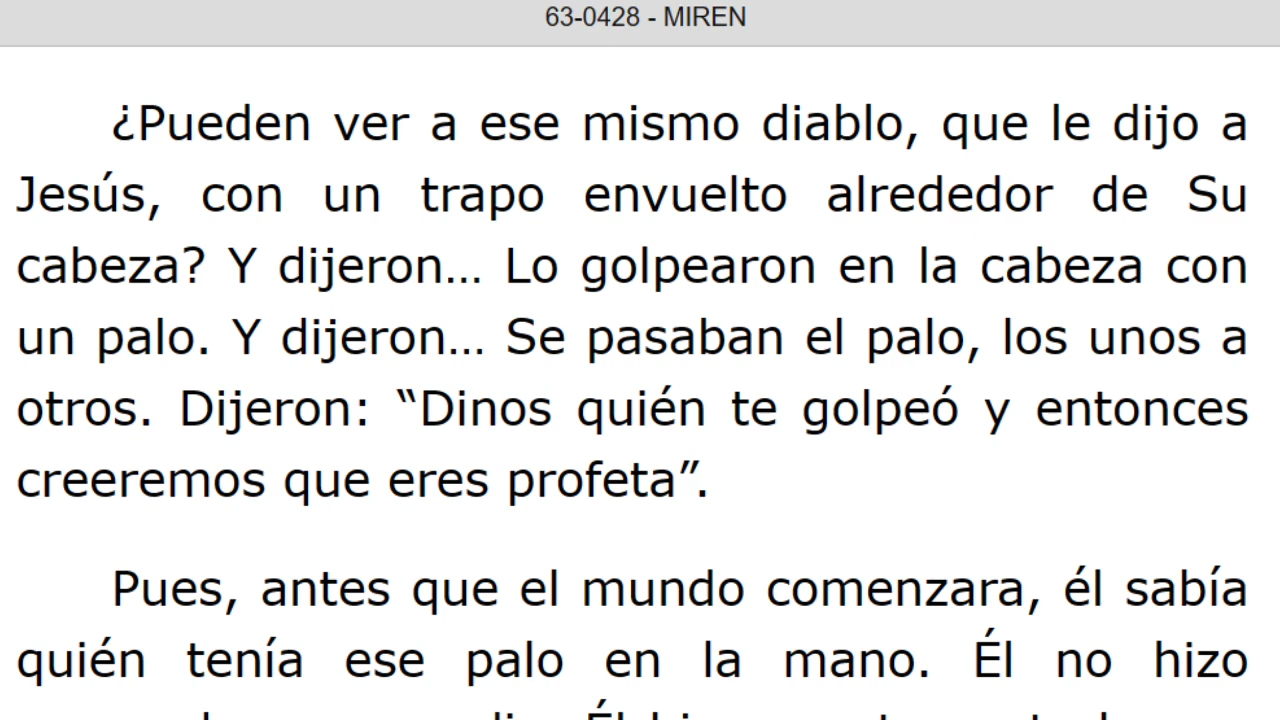 63-0428 - MIREN
¿Pueden ver a ese mismo diablo, que le dijo a
Jesús, con un trapo envuelto alrededor de Su
cabeza? Y dijeron… Lo golpearon en la cabeza con
un palo. Y dijeron… Se pasaban el palo, los unos a
otros. Dijeron: “Dinos quién te golpeó y entonces
creeremos que eres profeta”.
Pues, antes que el mundo comenzara, él sabía
quién tenía ese palo en la mano. Él no hizo